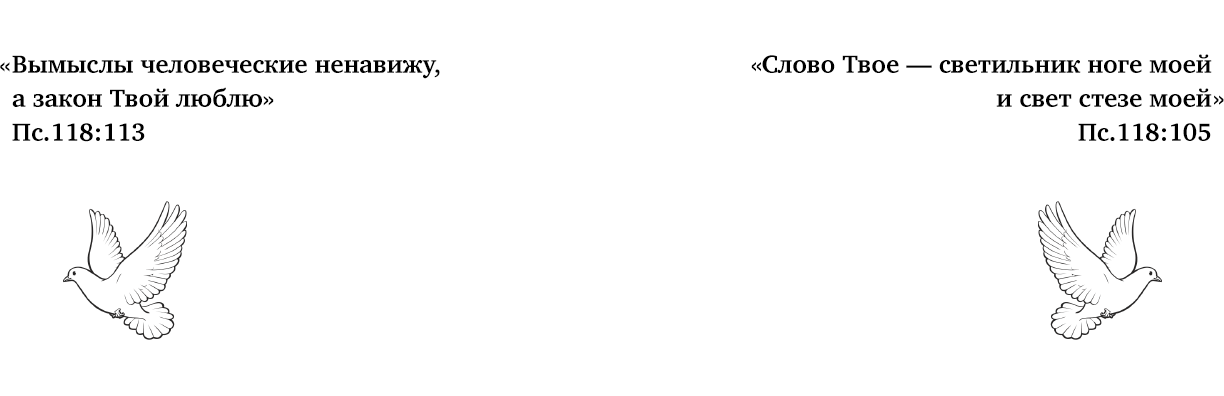 «Вымыслы человеческие ненавижу,
а закон Твой люблю»
Пс.118:113
«Слово Твое — светильник ноге моей
и свет стезе моей»
Пс.118:105